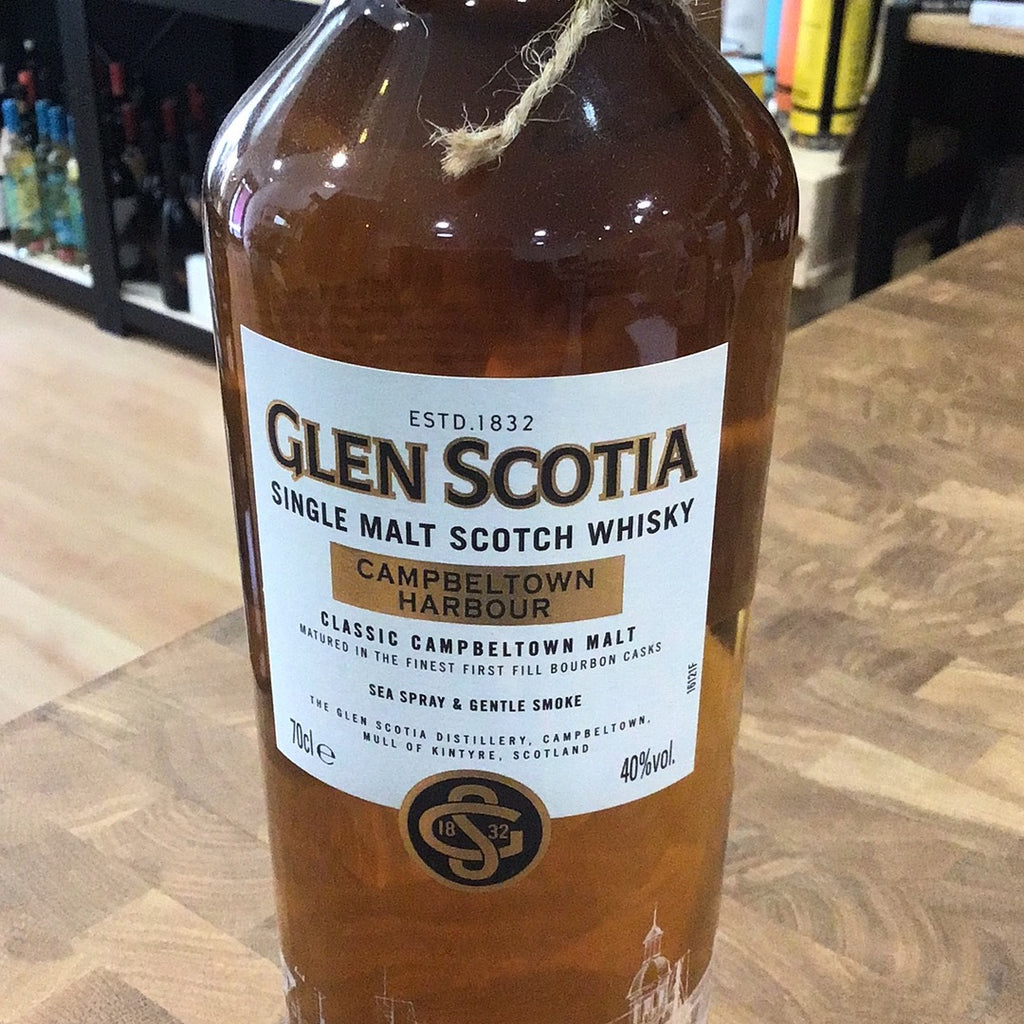 ESTD.1832
GLEN SCOTIA
SINGLE MALT SCOTCH WHISKY
CAMPBELTOWN
HARBOUR
CLASSIC CAMPBELTOWN MALT
MATURED IN THE FINEST FIRST FILL BOURBON CASKS
SEA SPRAY & GENTLE SMOKE
THE GLEN SCOTIA DISTILLERY, CAMPBELTOWN,
MULL OF KINTYRE, SCOTLAND
70cl e
40%vol.
16121F
18 GS 32